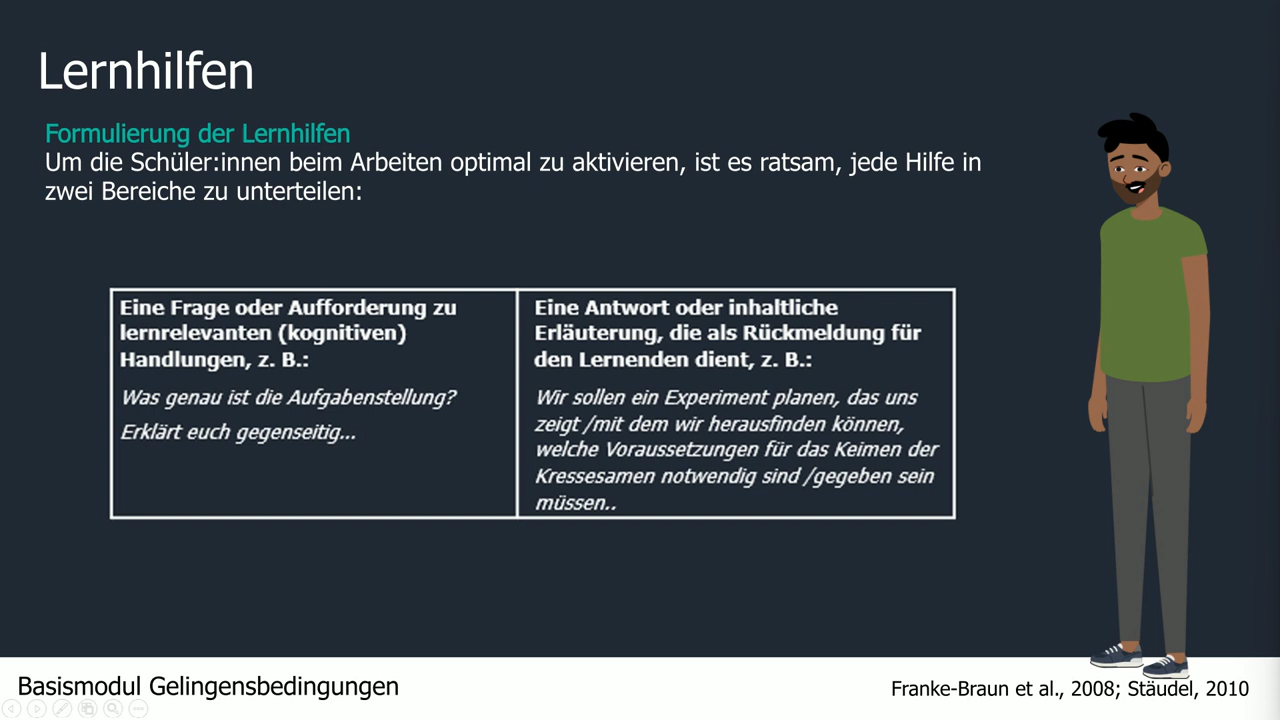 Lernhilfen
Formulierung der Lernhilfen
Um die Schüler:innen beim Arbeiten optimal zu aktivieren, ist es ratsam, jede Hilfe in
zwei Bereiche zu unterteilen:
Eine Frage oder Aufforderung zu
lernrelevanten (kognitiven)
Handlungen, z. B.:
Was genau ist die Aufgabenstellung?
Erklärt euch gegenseitig...
Eine Antwort oder inhaltliche
Erläuterung, die als Rückmeldung für
den Lernenden dient, z. B.:
Wir sollen ein Experiment planen, das uns
zeigt /mit dem wir herausfinden können,
welche Voraussetzungen für das Keimen der
Kressesamen notwendig sind /gegeben sein
müssen..
Basismodul Gelingensbedingungen
Franke-Braun et al., 2008; Stäudel, 2010